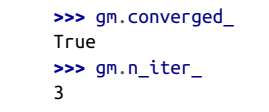 >>> gm.converged_
True
>>> gm.n_iter_
3